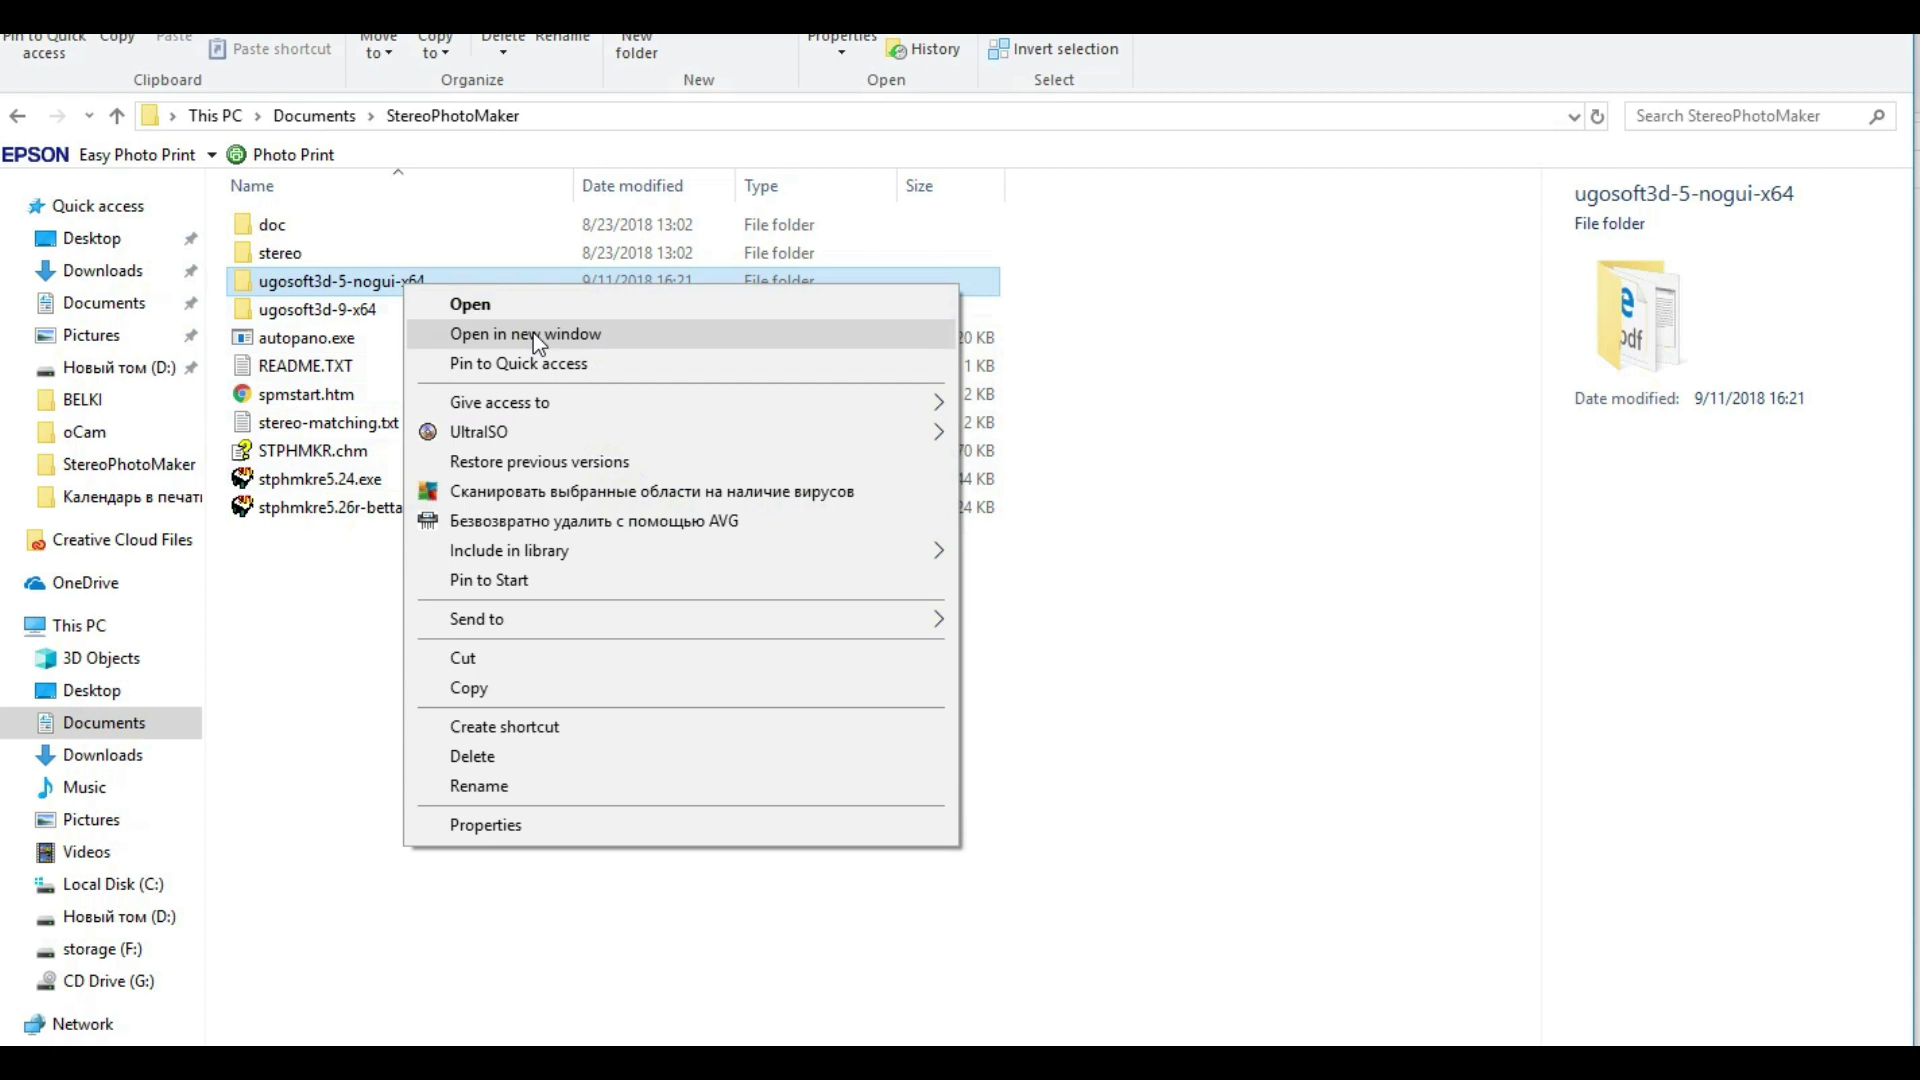 Pin to Quick access Copy Paste Paste shortcut Move to Copy to Delete Rename New folder Properties History Invert selection
Clipboard Organize New Open Select
This PC > Documents > StereoPhotoMaker Search StereoPhotoMaker
EPSON Easy Photo Print Photo Print
Name Date modified Type Size
Quick access
Desktop
Downloads
Documents
Pictures
Новый том (D:)
BELKI
oCam
StereoPhotoMaker
Календарь в печат
Creative Cloud Files
OneDrive
This PC
3D Objects
Desktop
Documents
Downloads
Music
Pictures
Videos
Local Disk (C:)
Новый том (D:)
storage (F:)
CD Drive (G:)
Network
doc 8/23/2018 13:02 File folder
stereo 8/23/2018 13:02 File folder
ugosoft3d-5-nogui-x64 9/11/2018 16:21 File folder
ugosoft3d-9-x64
autopano.exe 20 KB
README.TXT 1 KB
spmstart.htm 2 KB
stereo-matching.txt 2 KB
STPHMKR.chm 70 KB
stphmkre5.24.exe 44 KB
stphmkre5.26r-betta 24 KB
Open
Open in new window
Pin to Quick access
Give access to
UltraISO
Restore previous versions
Сканировать выбранные области на наличие вирусов
Безвозвратно удалить с помощью AVG
Include in library
Pin to Start
Send to
Cut
Copy
Create shortcut
Delete
Rename
Properties
ugosoft3d-5-nogui-x64
File folder
pdf
Date modified: 9/11/2018 16:21